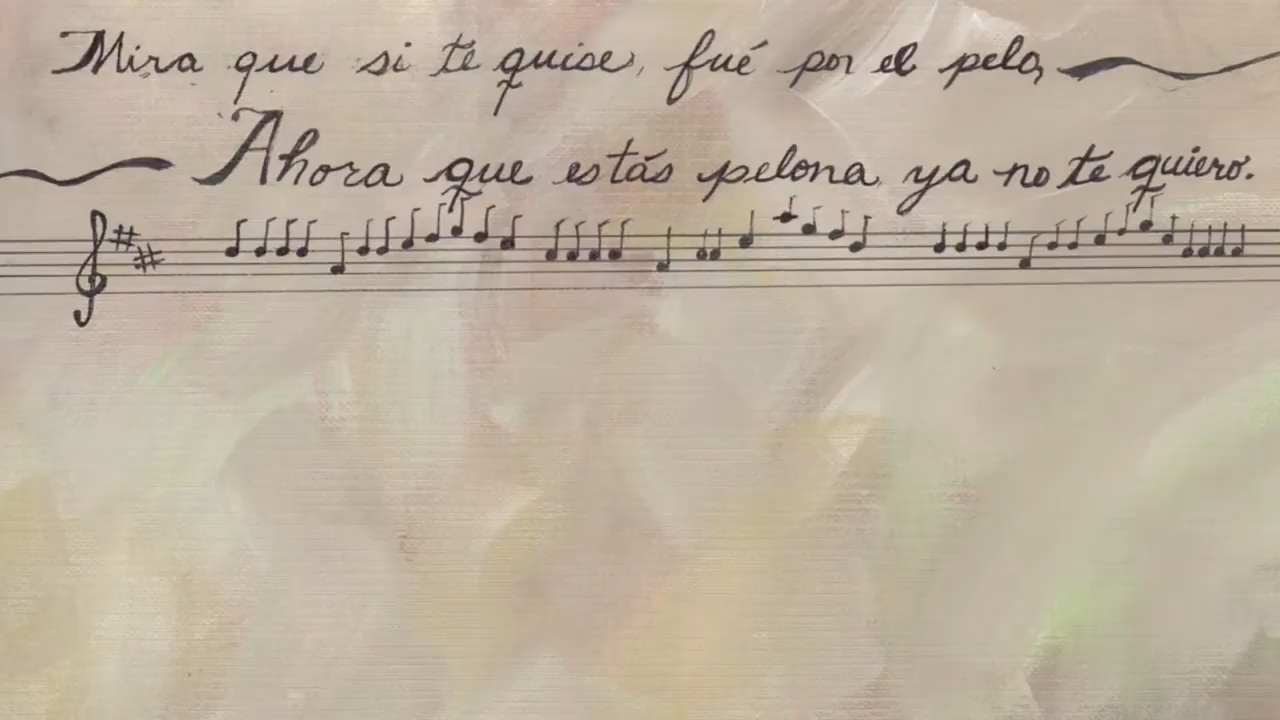 Mira que si te quise, fué por el pelo,
Ahora que estás pelona ya no te quiero.